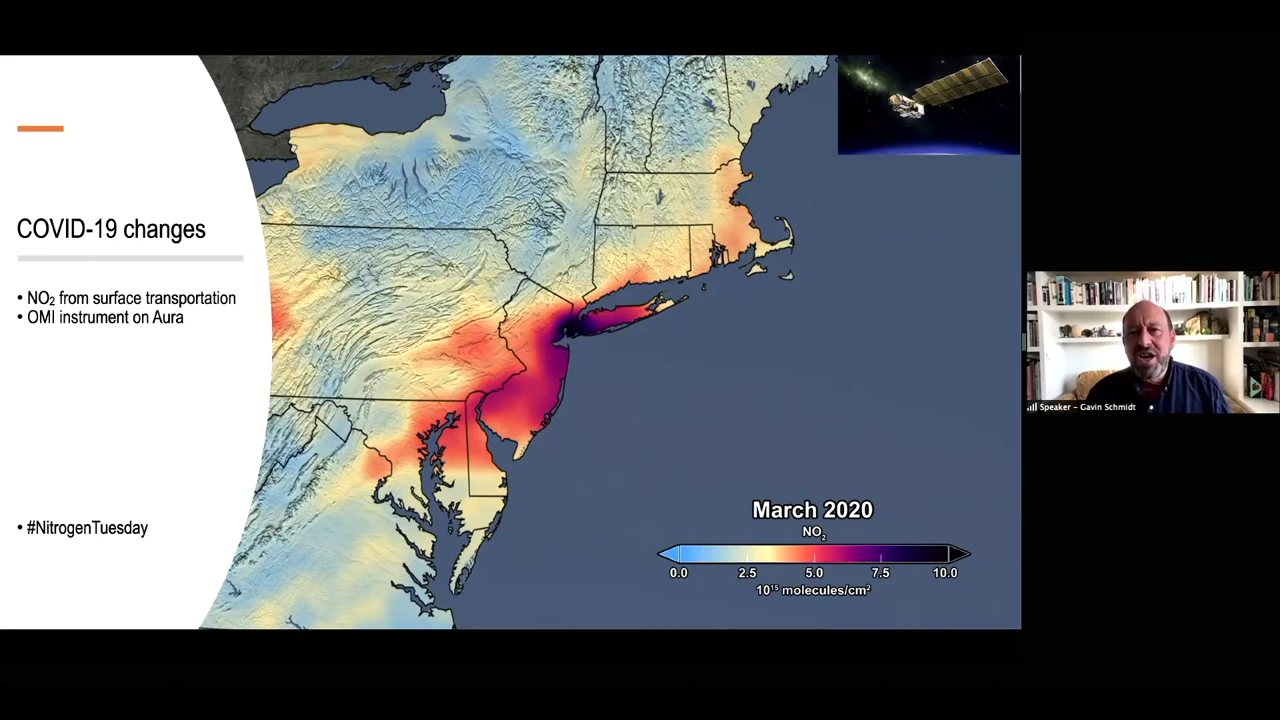 COVID-19 changes
• NO₂ from surface transportation
• OMI instrument on Aura
• #NitrogenTuesday
March 2020
NO₂
0.0 2.5 5.0 7.5 10.0
10¹⁵ molecules/cm²
Speaker - Gavin Schmidt